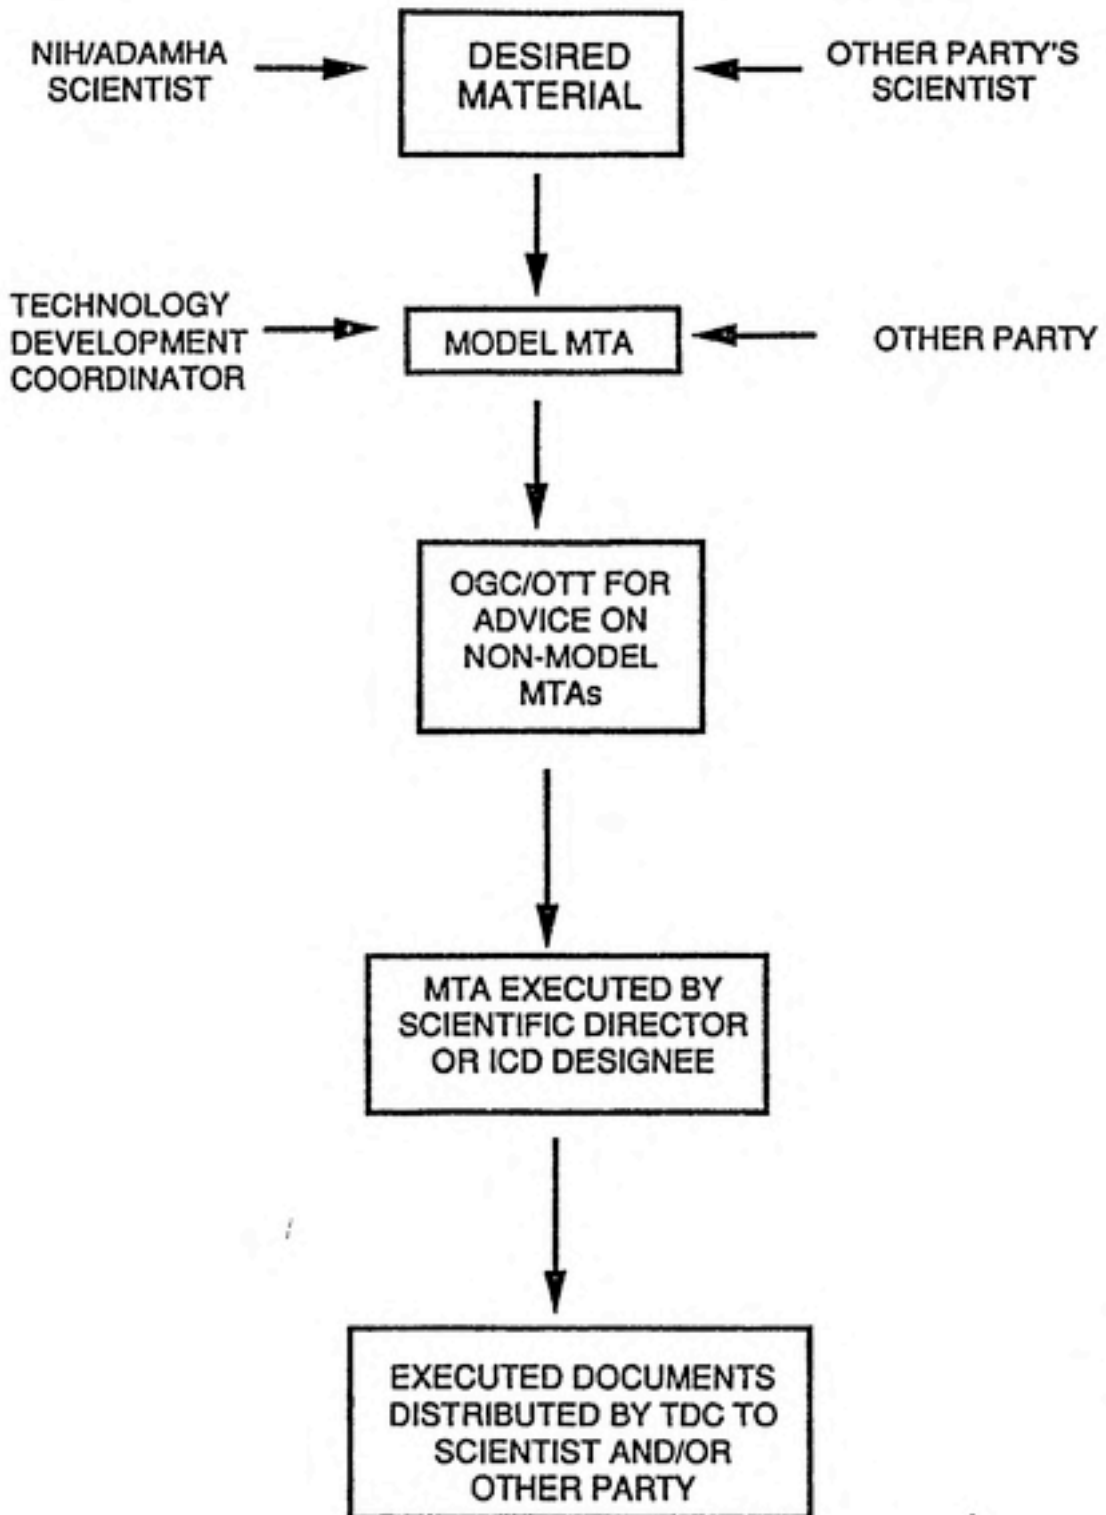 NIH/ADAMHA
SCIENTIST
DESIRED
MATERIAL
OTHER PARTY'S
SCIENTIST
TECHNOLOGY
DEVELOPMENT
COORDINATOR
MODEL MTA
OTHER PARTY
OGC/OTT FOR
ADVICE ON
NON-MODEL
MTAs
MTA EXECUTED BY
SCIENTIFIC DIRECTOR
OR ICD DESIGNEE
EXECUTED DOCUMENTS
DISTRIBUTED BY TDC TO
SCIENTIST AND/OR
OTHER PARTY